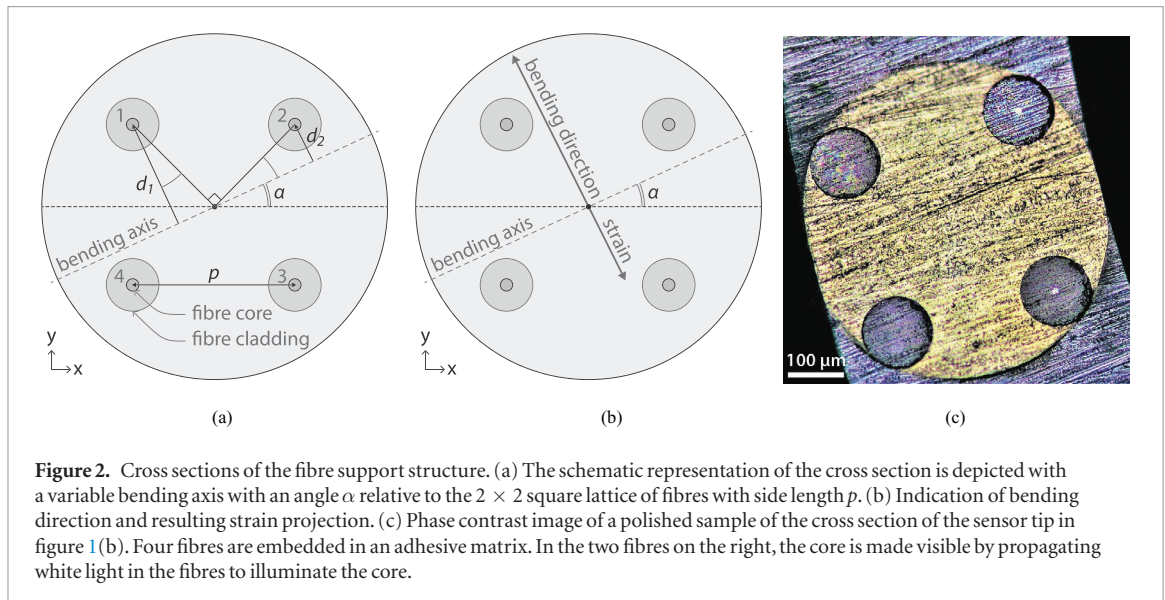 1
2
d₁
d₂
α
bending axis
4
p
3
fibre core
fibre cladding
y
x
(a)
bending direction
strain
α
bending axis
y
x
(b)
100 µm
(c)
Figure 2. Cross sections of the fibre support structure. (a) The schematic representation of the cross section is depicted with
a variable bending axis with an angle α relative to the 2 × 2 square lattice of fibres with side length p. (b) Indication of bending
direction and resulting strain projection. (c) Phase contrast image of a polished sample of the cross section of the sensor tip in
figure 1(b). Four fibres are embedded in an adhesive matrix. In the two fibres on the right, the core is made visible by propagating
white light in the fibres to illuminate the core.